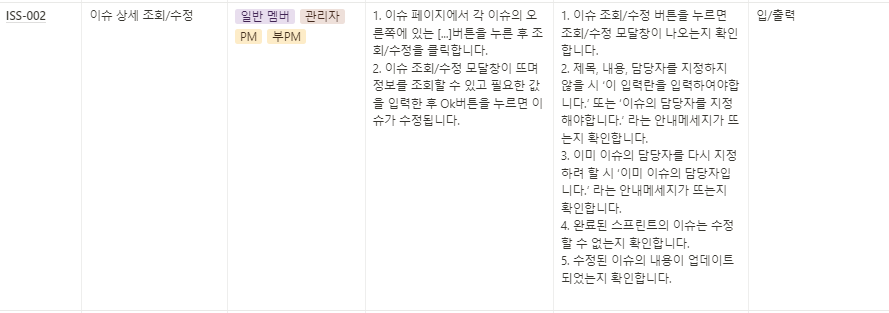 ISS-002
이슈 상세 조회/수정
일반 멤버 관리자
PM 부PM
1. 이슈 페이지에서 각 이슈의 오
른쪽에 있는 [...]버튼을 누른 후 조
회/수정을 클릭합니다.
2. 이슈 조회/수정 모달창이 뜨며
정보를 조회할 수 있고 필요한 값
을 입력한 후 Ok버튼을 누르면 이
슈가 수정됩니다.
1. 이슈 조회/수정 버튼을 누르면
조회/수정 모달창이 나오는지 확인
합니다.
2. 제목, 내용, 담당자를 지정하지
않을 시 '이 입력란을 입력하여야합
니다.' 또는 '이슈의 담당자를 지정
해야합니다.' 라는 안내메세지가 뜨
는지 확인합니다.
3. 이미 이슈의 담당자를 다시 지정
하려 할 시 '이미 이슈의 담당자입
니다.' 라는 안내메세지가 뜨는지
확인합니다.
4. 완료된 스프린트의 이슈는 수정
할 수 없는지 확인합니다.
5. 수정된 이슈의 내용이 업데이트
되었는지 확인합니다.
입/출력